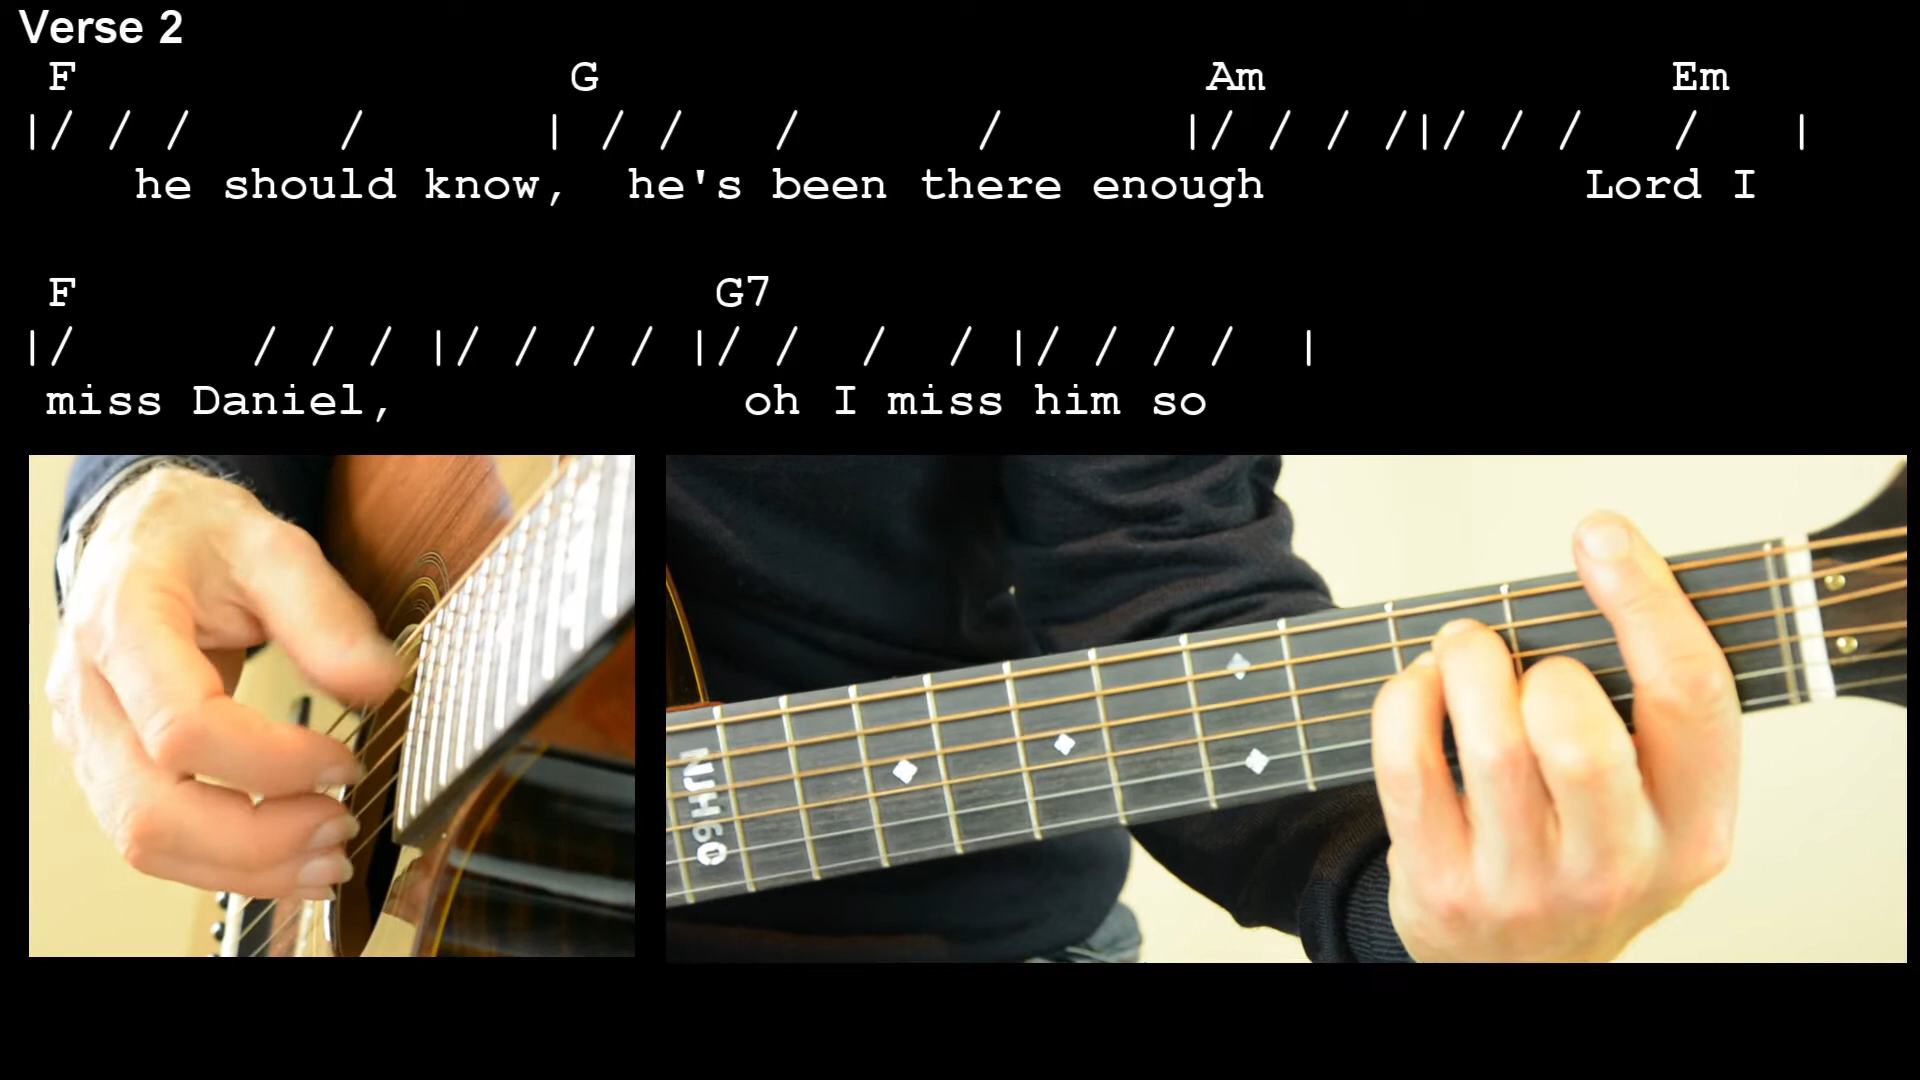 Verse 2
F G Am Em
|/ / / / | / / / / |/ / / /|/ / / / |
he should know, he's been there enough Lord I
F G7
|/ / / / |/ / / / |/ / / / |/ / / / |
miss Daniel, oh I miss him so
NJH60